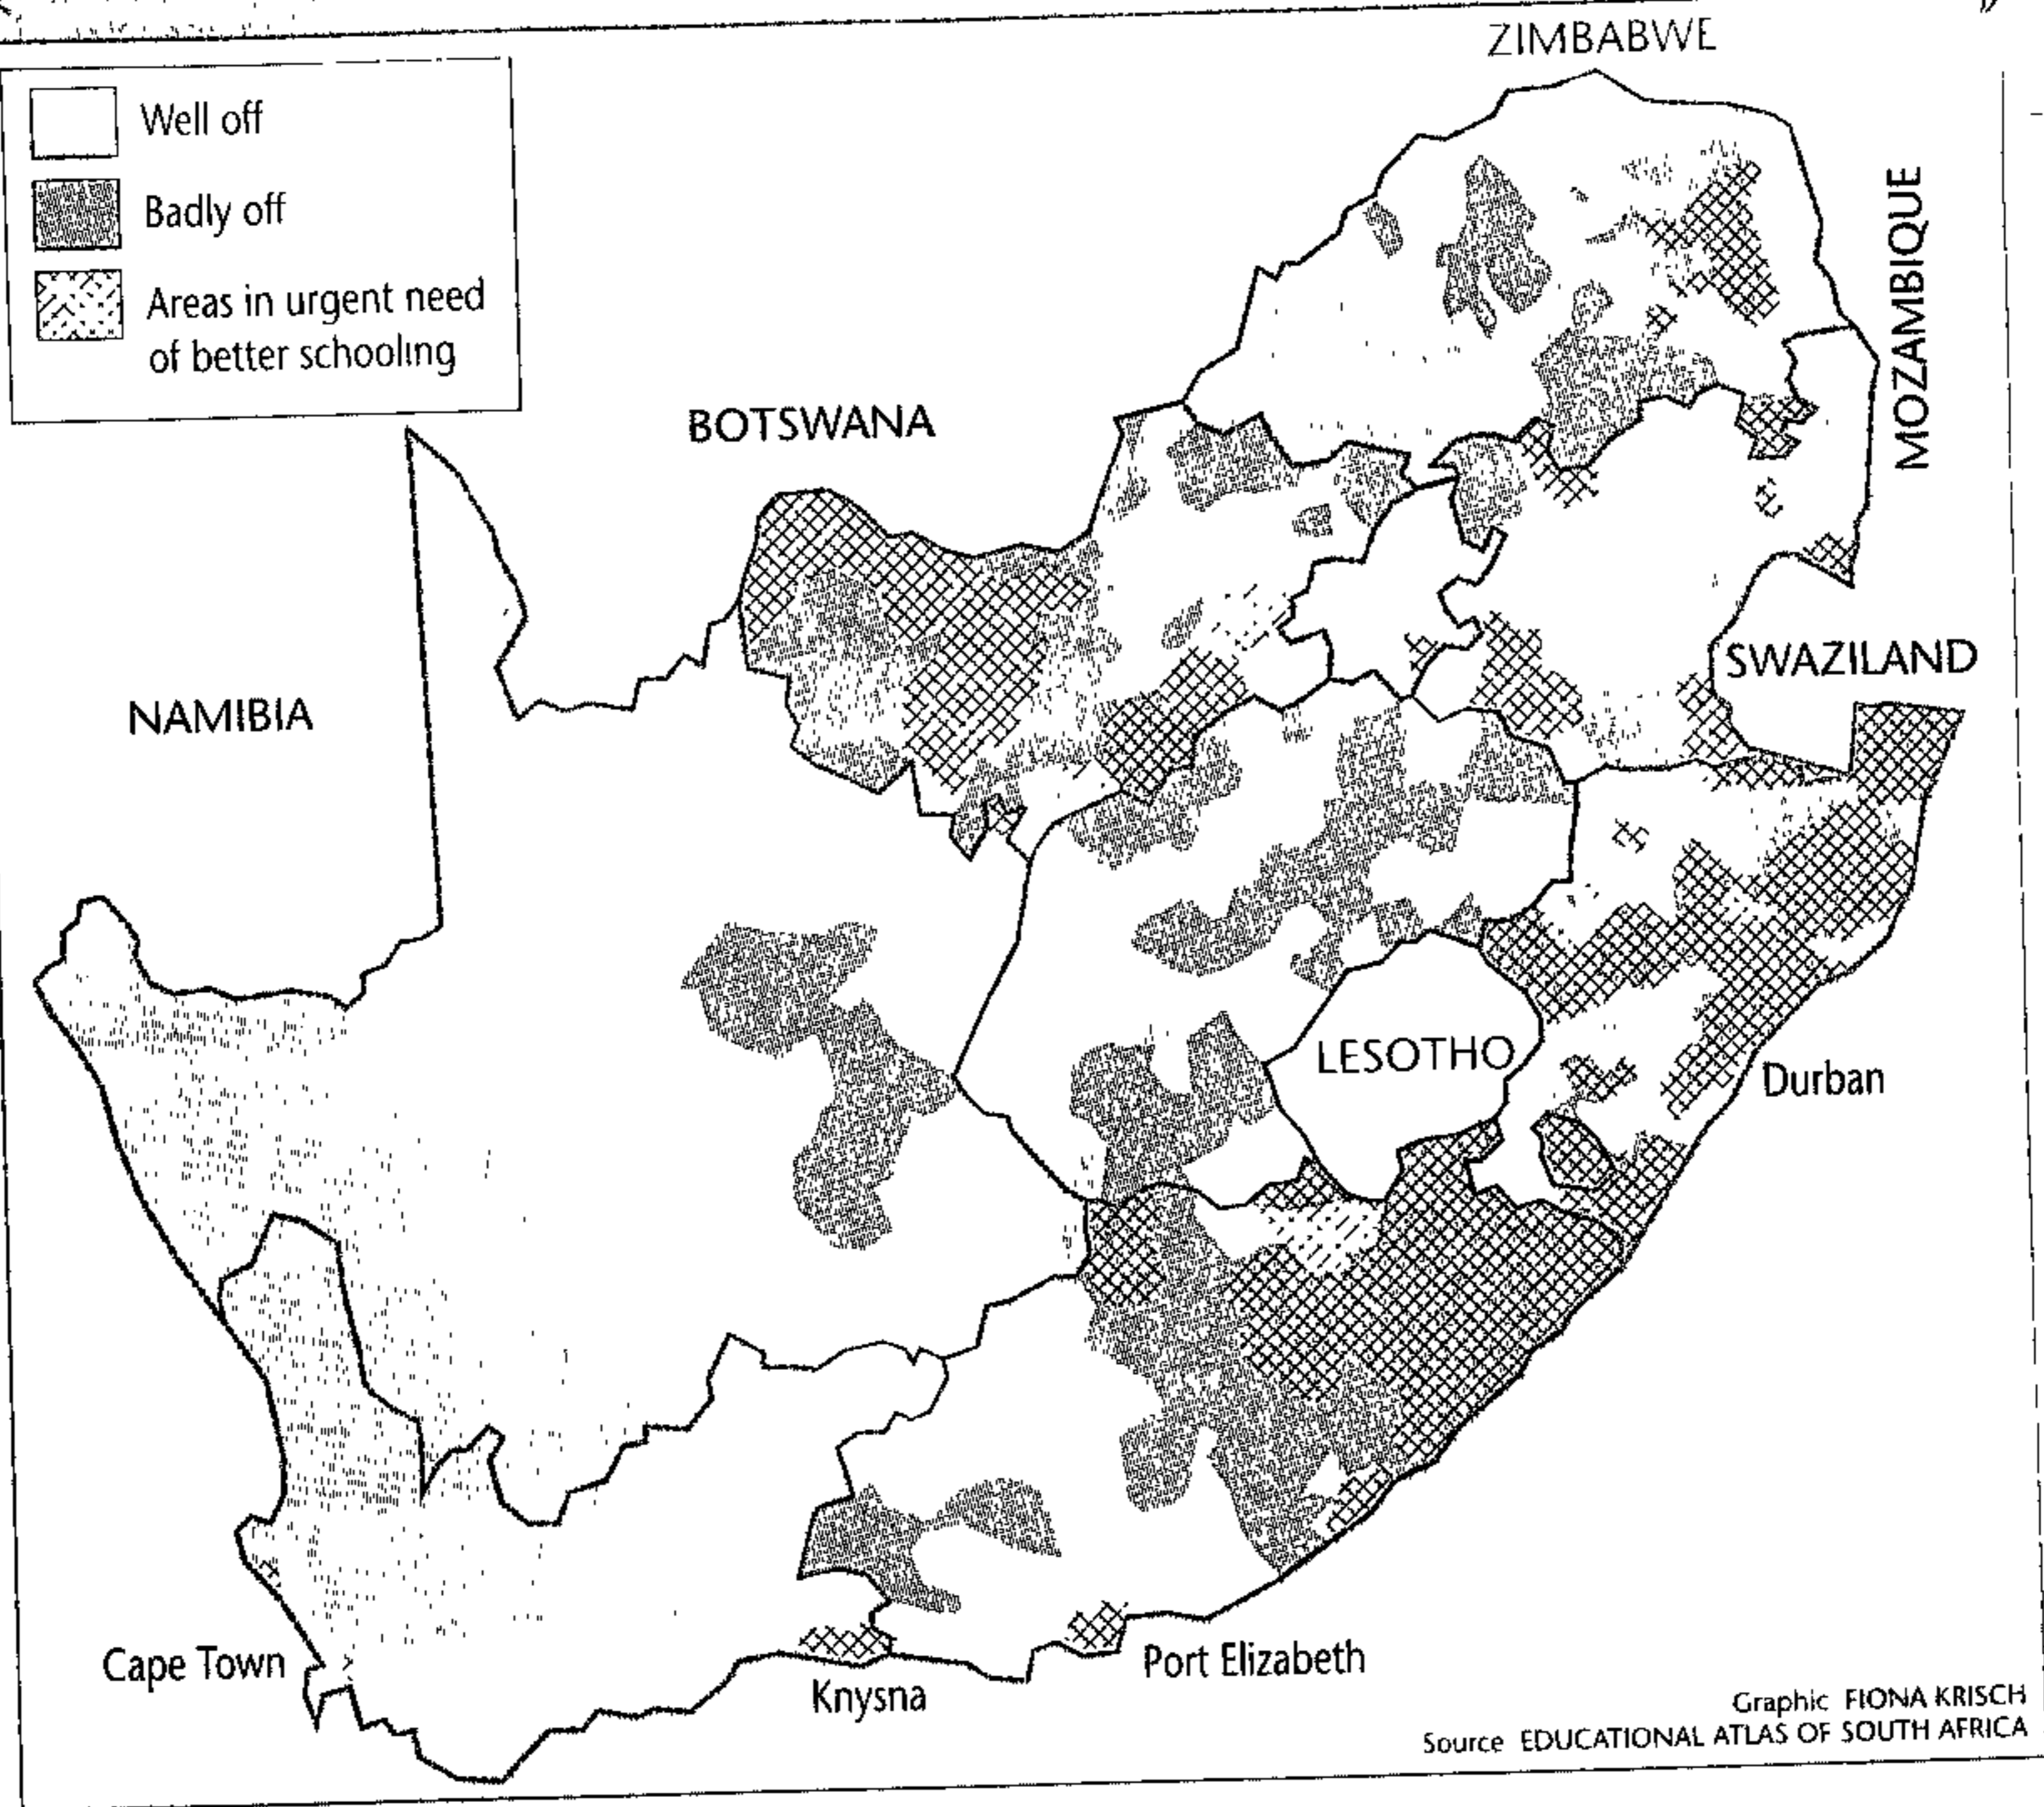 ZIMBABWE
Well off
Badly off
Areas in urgent need
of better schooling
MOZAMBIQUE
BOTSWANA
SWAZILAND
NAMIBIA
LESOTHO
Durban
Cape Town
Port Elizabeth
Knysna
Graphic FIONA KRISCH
Source EDUCATIONAL ATLAS OF SOUTH AFRICA